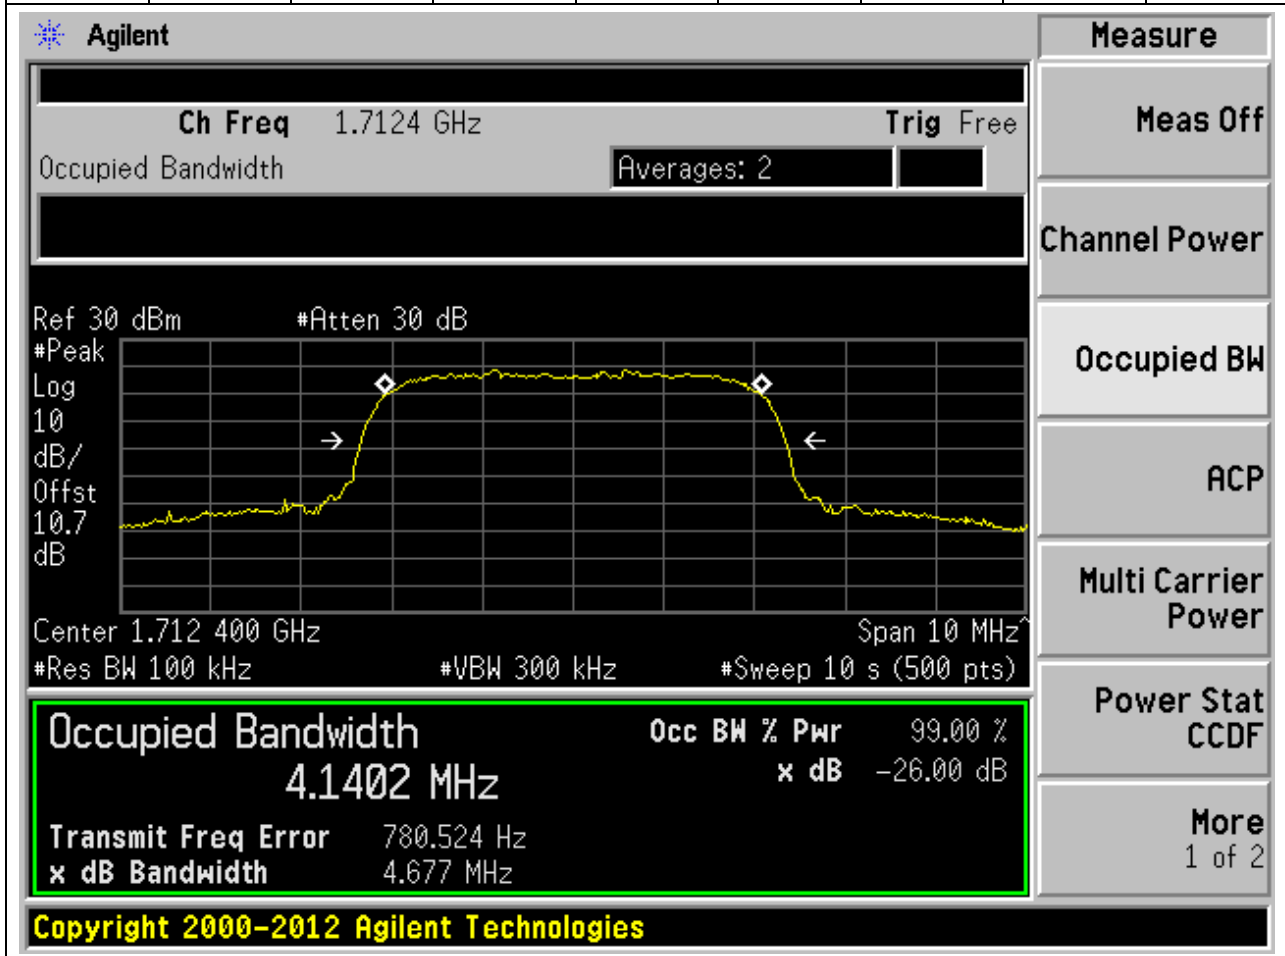 Agilent
Measure
Ch Freq 1.7124 GHz Trig Free
Occupied Bandwidth Averages: 2
Meas Off
Channel Power
Occupied BW
ACP
Multi Carrier
Power
Power Stat
CCDF
More
1 of 2
Ref 30 dBm #Atten 30 dB
#Peak
Log
10
dB/
Offst
10.7
dB
Center 1.712 400 GHz Span 10 MHz^
#Res BW 100 kHz #VBW 300 kHz #Sweep 10 s (500 pts)
Occupied Bandwidth Occ BW % Pwr 99.00 %
4.1402 MHz x dB -26.00 dB
Transmit Freq Error 780.524 Hz
x dB Bandwidth 4.677 MHz
Copyright 2000-2012 Agilent Technologies